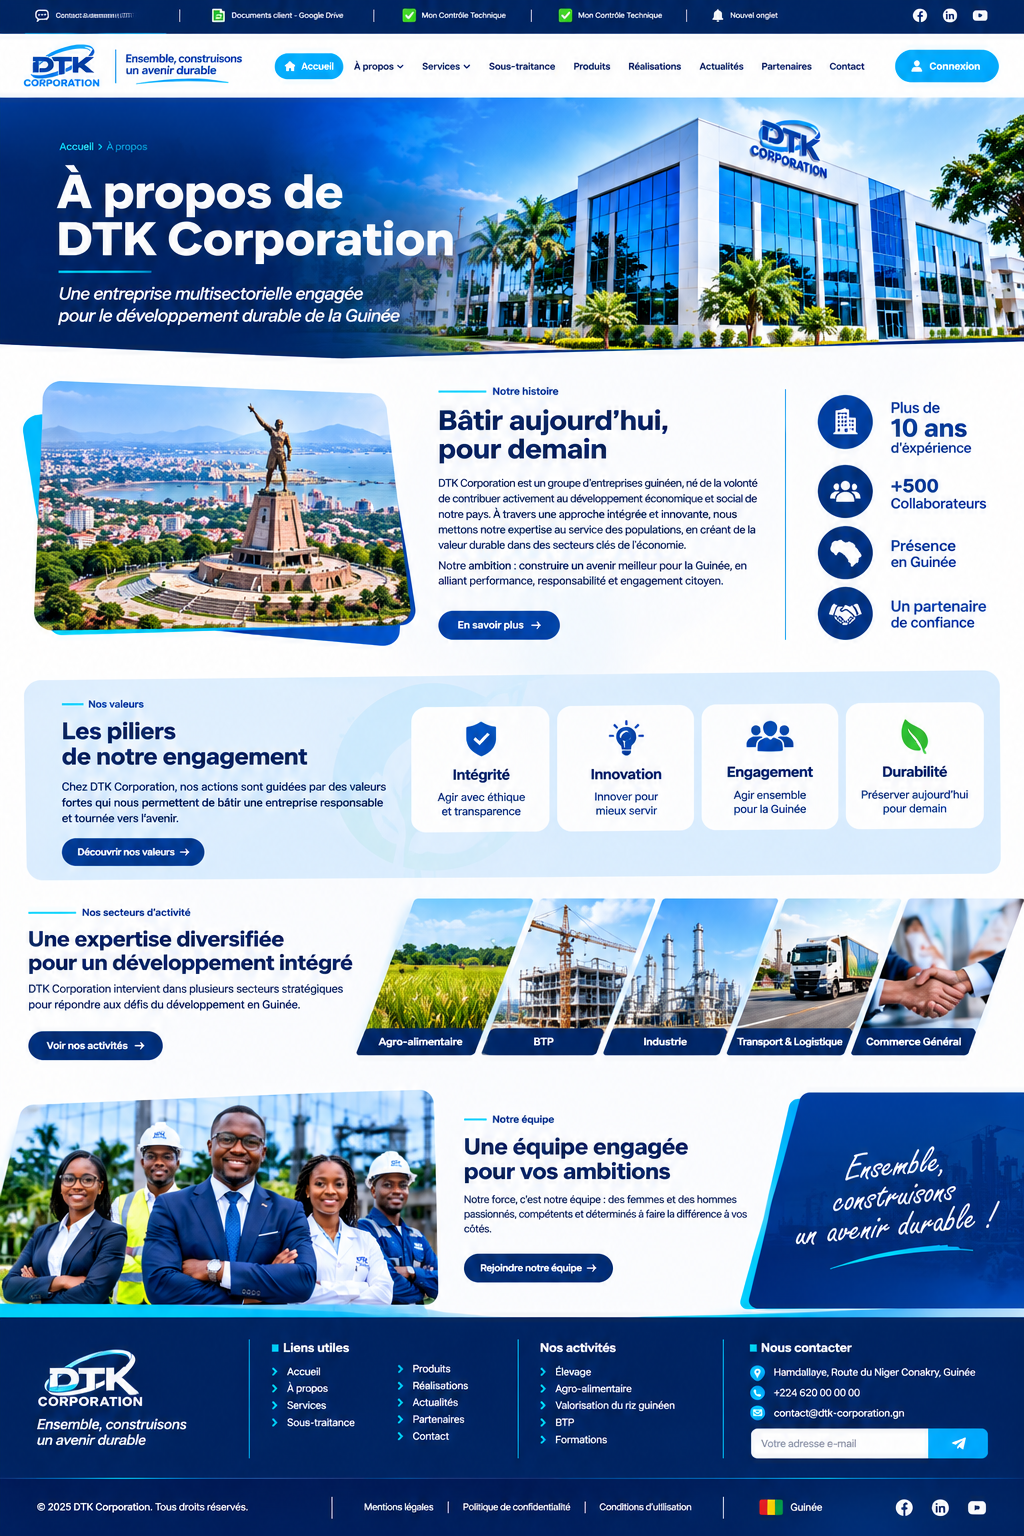 Documents client - Google Drive
Mon Contrôle Technique
Mon Contrôle Technique
Nouvel onglet
DTK
CORPORATION
Ensemble, construisons
un avenir durable
Accueil
À propos
Services
Sous-traitance
Produits
Réalisations
Actualités
Partenaires
Contact
Connexion
Accueil > À propos
À propos de
DTK Corporation
Une entreprise multisectorielle engagée
pour le développement durable de la Guinée
DTK
CORPORATION
Notre histoire
Bâtir aujourd'hui,
pour demain
DTK Corporation est un groupe d'entreprises guinéen, né de la volonté
de contribuer activement au développement économique et social de
notre pays. À travers une approche intégrée et innovante, nous
mettons notre expertise au service des populations, en créant de la
valeur durable dans des secteurs clés de l'économie.
Notre ambition : construire un avenir meilleur pour la Guinée, en
alliant performance, responsabilité et engagement citoyen.
En savoir plus →
Plus de
10 ans
d'èxpérience
+500
Collaborateurs
Présence
en Guinée
Un partenaire
de confiance
Nos valeurs
Les piliers
de notre engagement
Chez DTK Corporation, nos actions sont guidées par des valeurs
fortes qui nous permettent de bâtir une entreprise responsable
et tournée vers l'avenir.
Découvrir nos valeurs →
Intégrité
Agir avec éthique
et transparence
Innovation
Innover pour
mieux servir
Engagement
Agir ensemble
pour la Guinée
Durabilité
Préserver aujourd'hui
pour demain
Nos secteurs d'activité
Une expertise diversifiée
pour un développement intégré
DTK Corporation intervient dans plusieurs secteurs stratégiques
pour répondre aux défis du développement en Guinée.
Voir nos activités →
Agro-alimentaire
BTP
Industrie
Transport & Logistique
Commerce Général
Notre équipe
Une équipe engagée
pour vos ambitions
Notre force, c'est notre équipe : des femmes et des hommes
passionnés, compétents et déterminés à faire la différence à vos
côtés.
Rejoindre notre équipe →
Ensemble,
construisons
un avenir durable !
DTK
CORPORATION
Ensemble, construisons
un avenir durable
Liens utiles
Accueil
À propos
Services
Sous-traitance
Produits
Réalisations
Actualités
Partenaires
Contact
Nos activités
Élevage
Agro-alimentaire
Valorisation du riz guinéen
BTP
Formations
Nous contacter
Hamdallaye, Route du Niger Conakry, Guinée
+224 620 00 00 00
contact@dtk-corporation.gn
Votre adresse e-mail
© 2025 DTK Corporation. Tous droits réservés.
Mentions légales
Politique de confidentialité
Conditions d'utilisation
Guinée